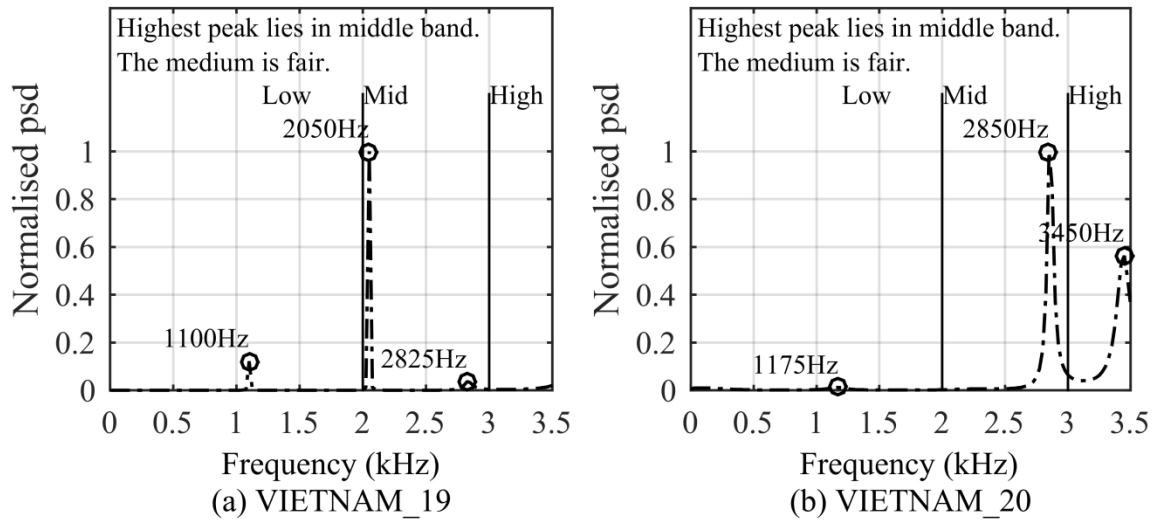 Highest peak lies in middle band.
The medium is fair.
Low
Mid
High
2050Hz
1100Hz
2825Hz
Normalised psd
1
0.8
0.6
0.4
0.2
0
0 0.5 1 1.5 2 2.5 3 3.5
Frequency (kHz)
(a) VIETNAM_19
Highest peak lies in middle band.
The medium is fair.
Low
Mid
High
2850Hz
3450Hz
1175Hz
Normalised psd
1
0.8
0.6
0.4
0.2
0
0 0.5 1 1.5 2 2.5 3 3.5
Frequency (kHz)
(b) VIETNAM_20